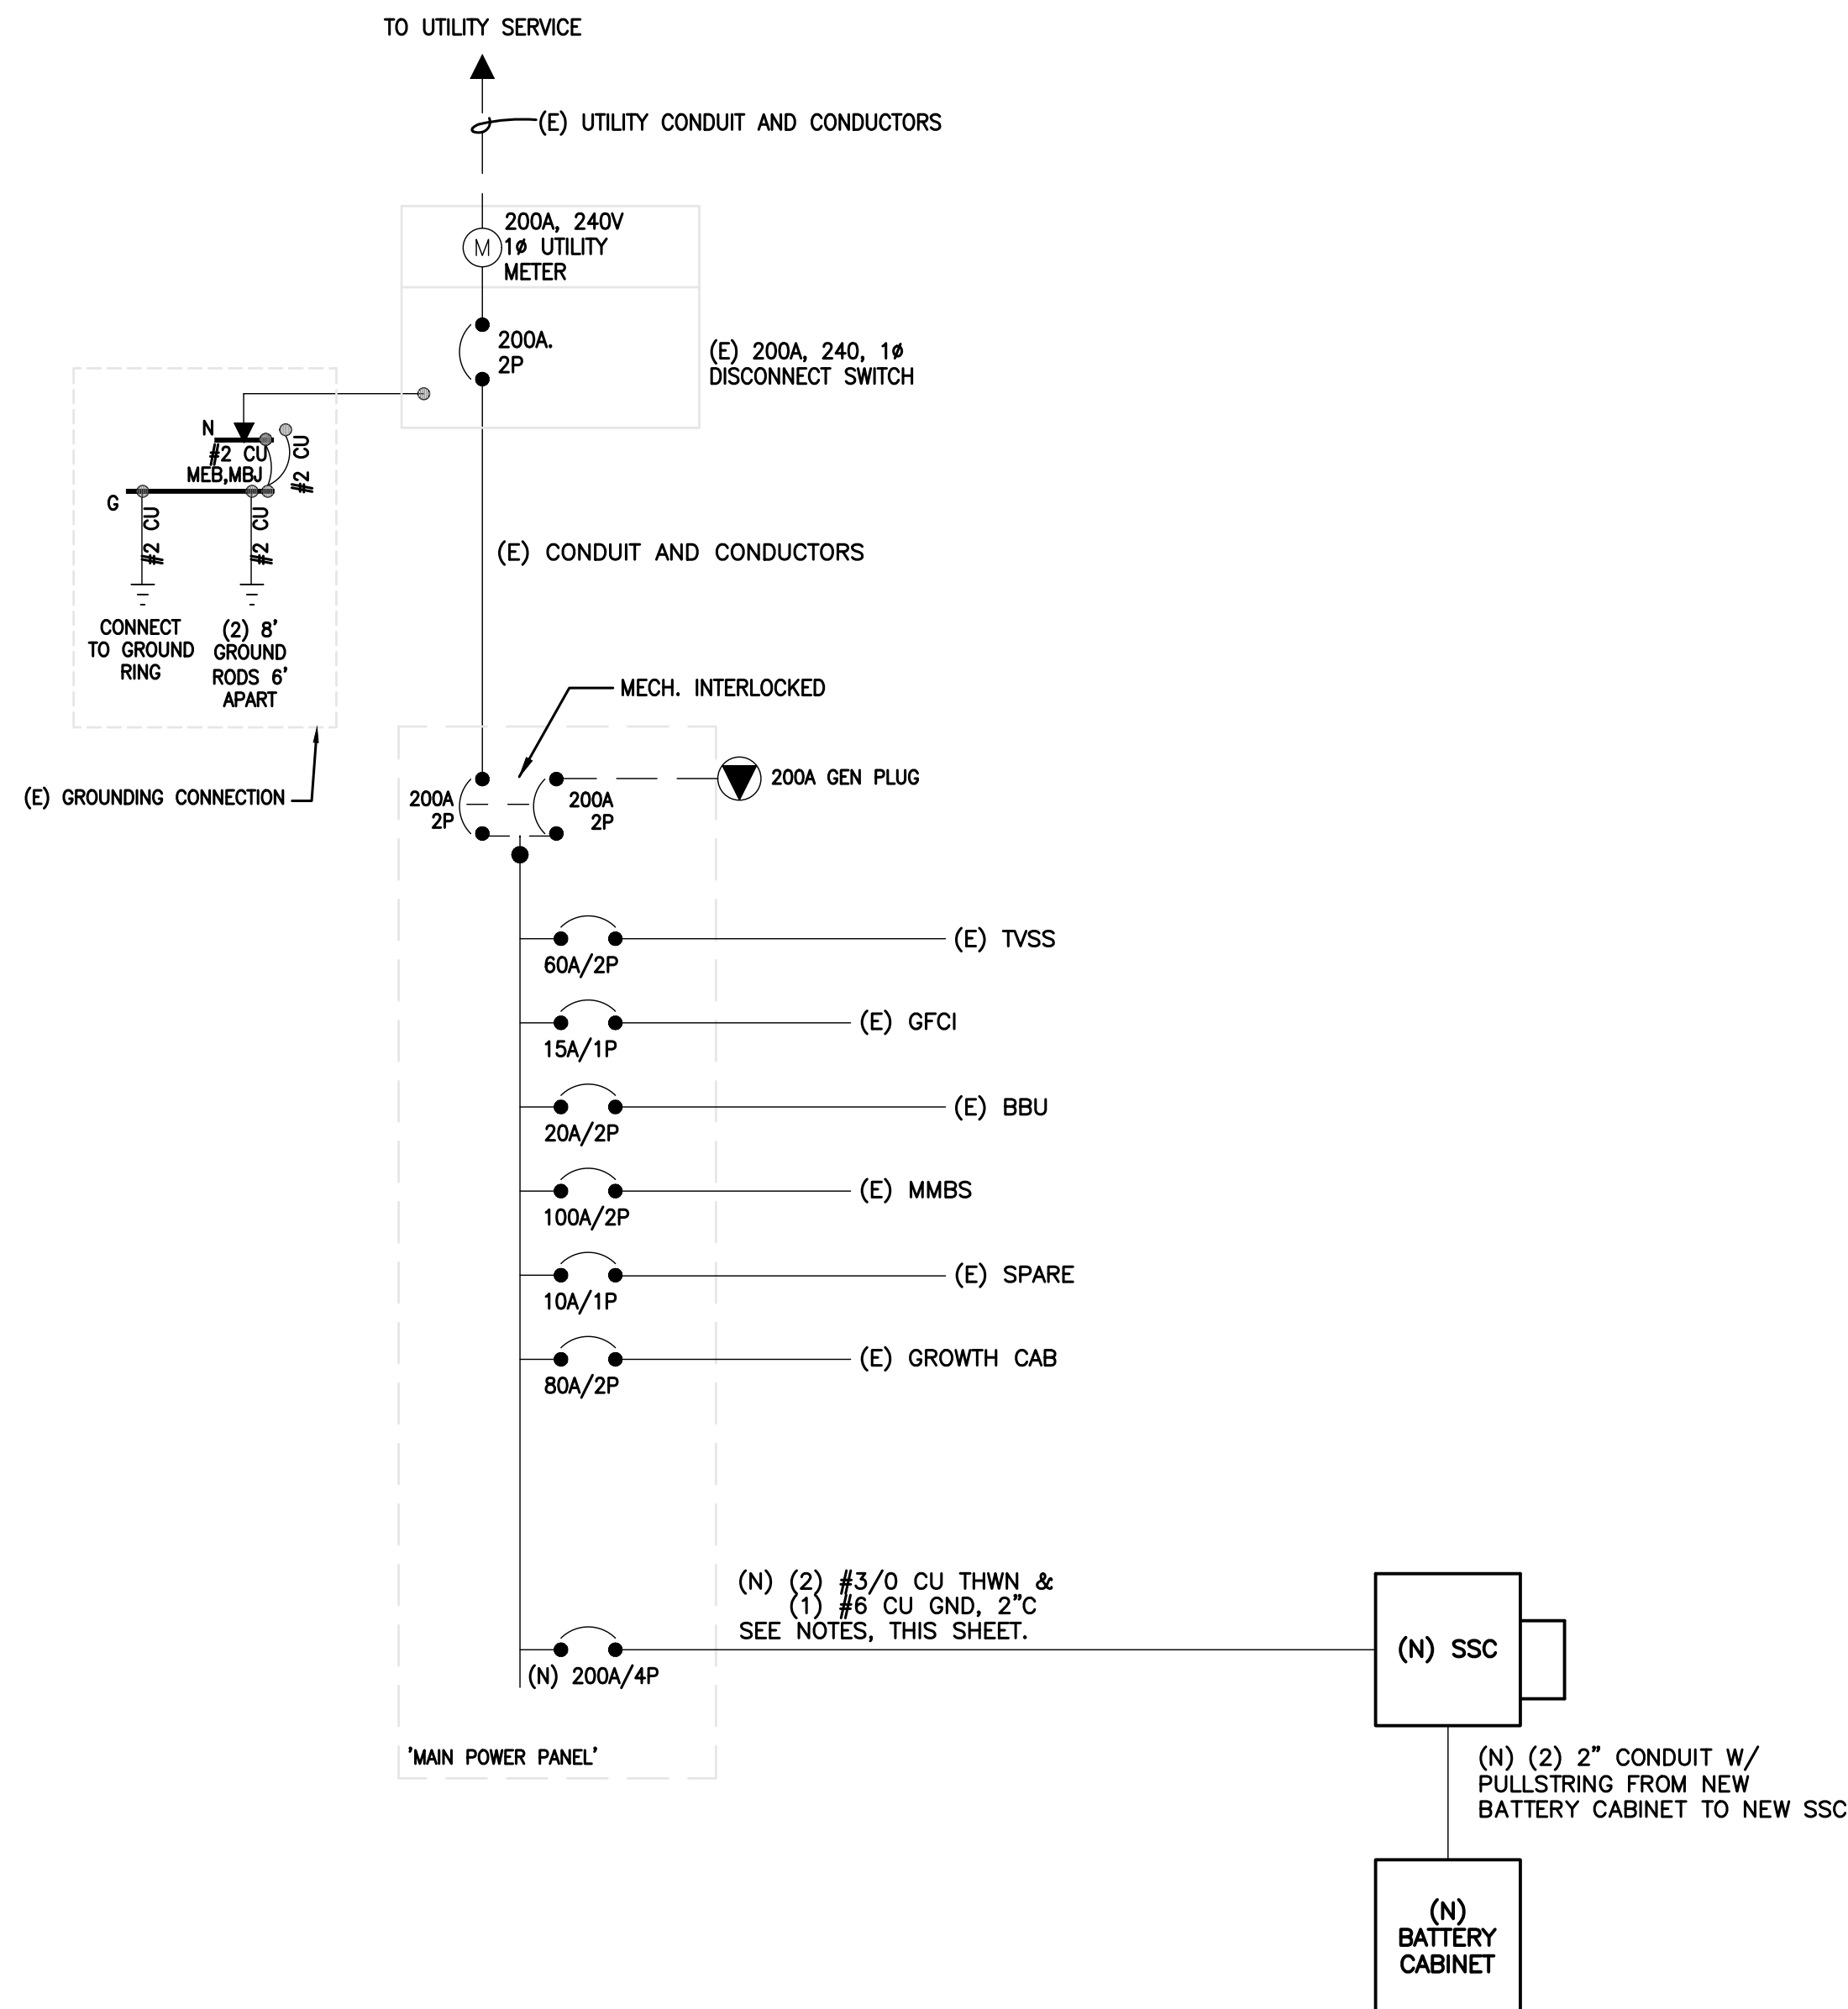 TO UTILITY SERVICE
(E) UTILITY CONDUIT AND CONDUCTORS
200A, 240V
1ø UTILITY
METER
M
200A.
2P
(E) 200A, 240, 1ø
DISCONNECT SWITCH
N
#2 CU
MEB,MBJ
#2 CU
G
#2 CU
#2 CU
CONNECT
TO GROUND
RING
(2) 8'
GROUND
RODS 6'
APART
(E) GROUNDING CONNECTION
(E) CONDUIT AND CONDUCTORS
MECH. INTERLOCKED
200A
2P
200A
2P
200A GEN PLUG
60A/2P
(E) TVSS
15A/1P
(E) GFCI
20A/2P
(E) BBU
100A/2P
(E) MMBS
10A/1P
(E) SPARE
80A/2P
(E) GROWTH CAB
(N) (2) #3/0 CU THWN &
(1) #6 CU GND, 2"C
SEE NOTES, THIS SHEET.
(N) 200A/4P
(N) SSC
'MAIN POWER PANEL'
(N) (2) 2" CONDUIT W/
PULLSTRING FROM NEW
BATTERY CABINET TO NEW SSC
(N)
BATTERY
CABINET